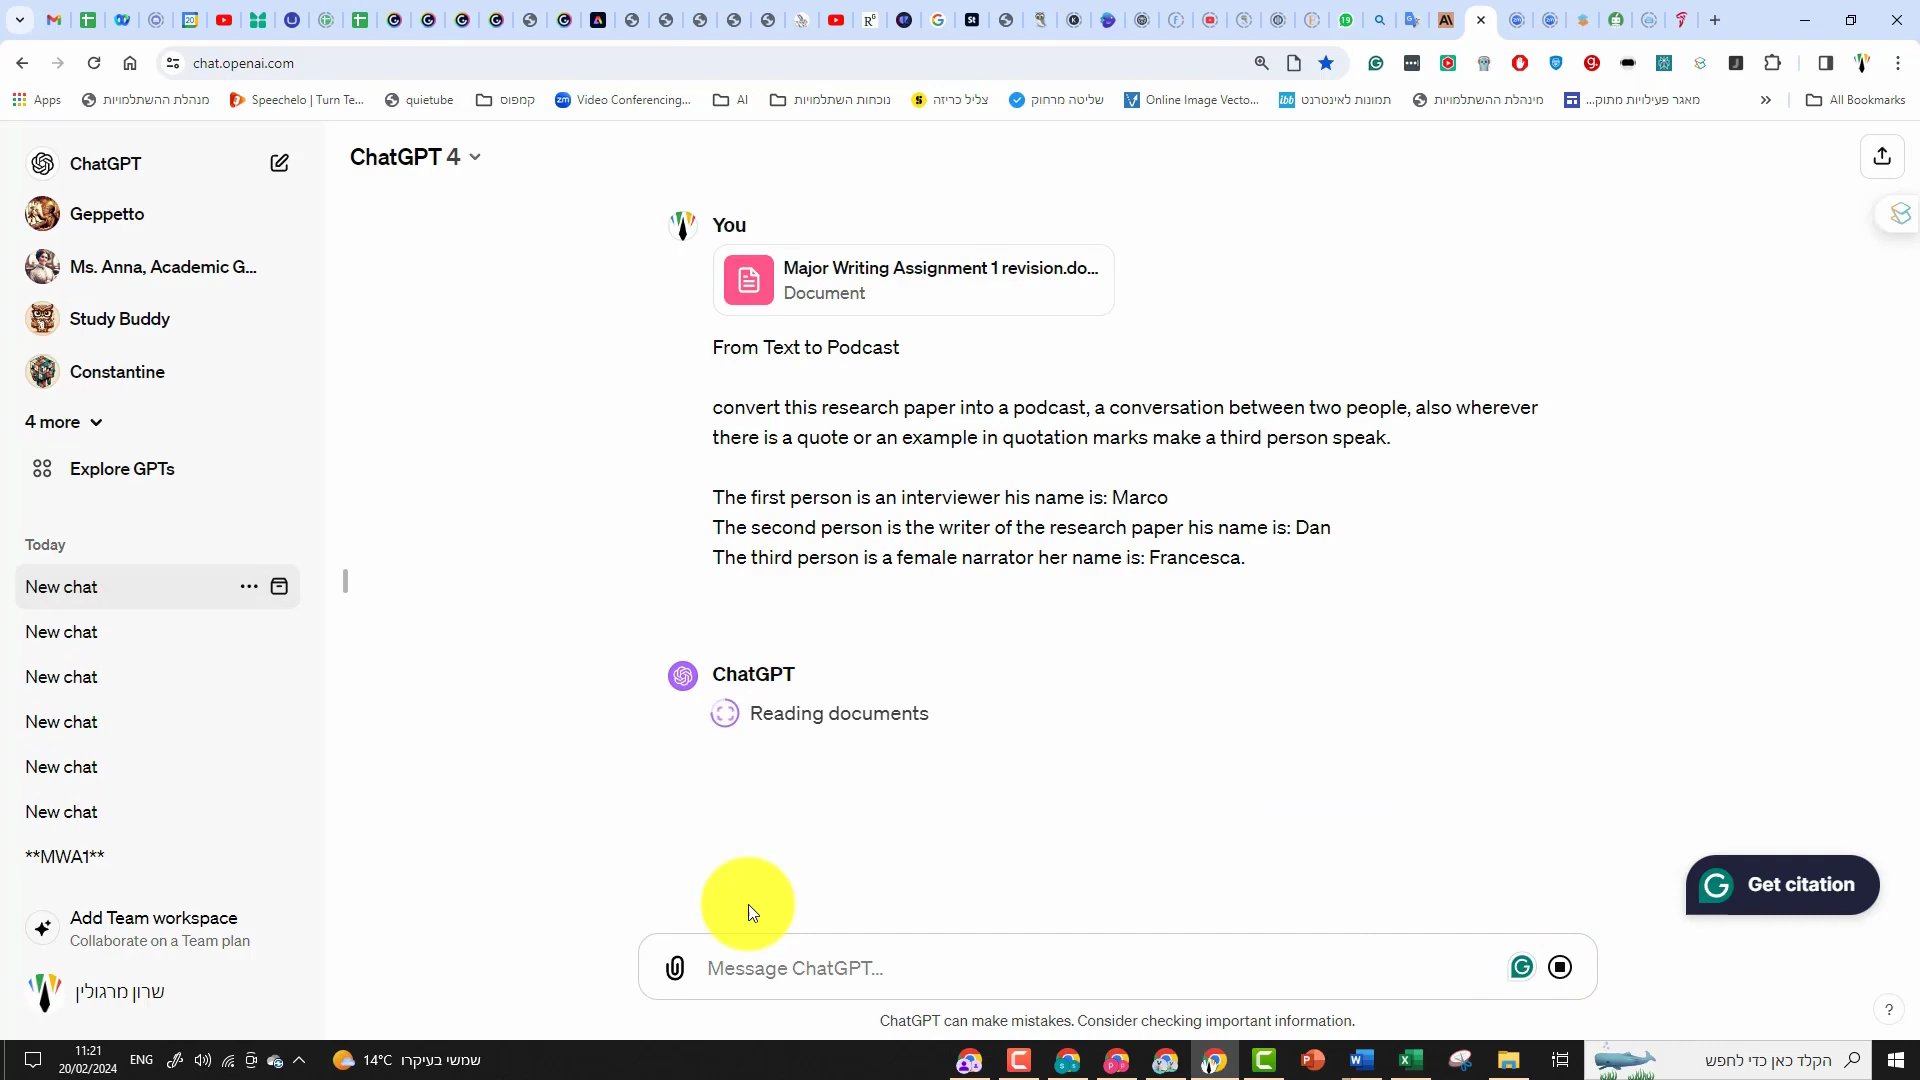 chat.openai.com
Apps
מנהלת ההשתלמויות
Speechelo | Turn Te...
quietube
קמפוס
Video Conferencing...
AI
נוכחות השתלמויות
צליל כריזה
שליטה מרחוק
Online Image Vecto...
תמונות לאינטרנט
מינהלת ההשתלמויות
מאגר פעילויות מתוק...
»
All Bookmarks
ChatGPT
Geppetto
Ms. Anna, Academic G...
Study Buddy
Constantine
4 more
Explore GPTs
Today
New chat
New chat
New chat
New chat
New chat
New chat
**MWA1**
Add Team workspace
Collaborate on a Team plan
שרון מרגולין
ChatGPT 4
You
Major Writing Assignment 1 revision.do...
Document
From Text to Podcast
convert this research paper into a podcast, a conversation between two people, also wherever
there is a quote or an example in quotation marks make a third person speak.
The first person is an interviewer his name is: Marco
The second person is the writer of the research paper his name is: Dan
The third person is a female narrator her name is: Francesca.
ChatGPT
Reading documents
Get citation
Message ChatGPT...
ChatGPT can make mistakes. Consider checking important information.
?
11:21
20/02/2024
ENG
14°C שמשי בעיקרו
הקלד כאן כדי לחפש